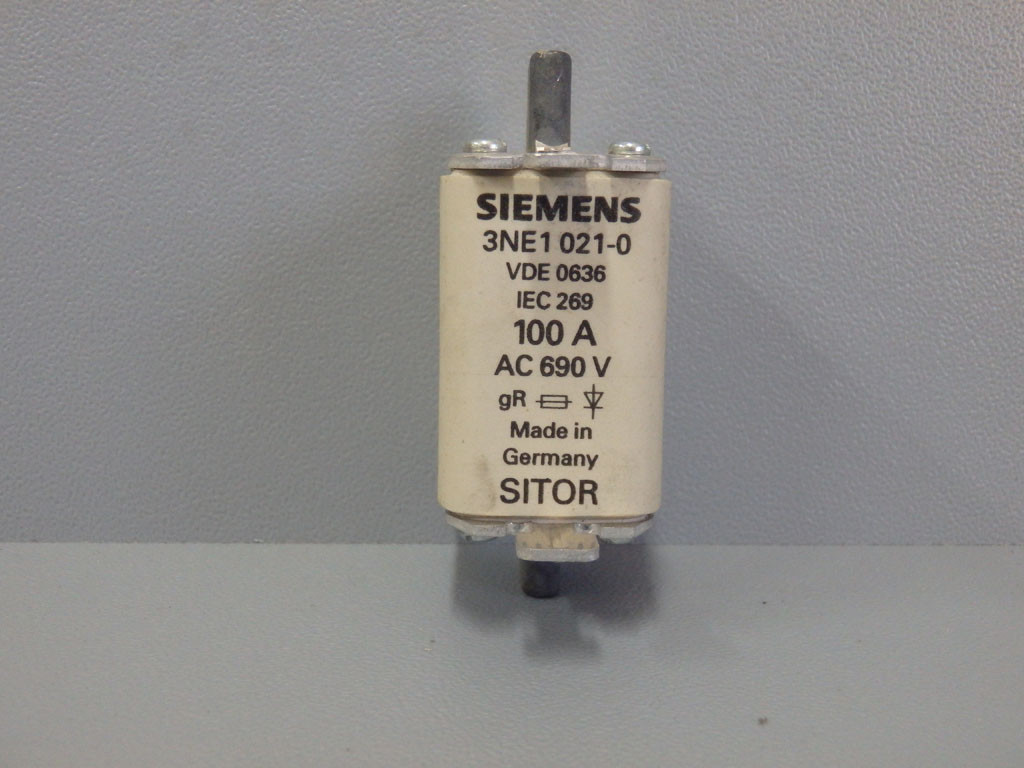 SIEMENS
3NE1 021-0
VDE 0636
IEC 269
100 A
AC 690 V
gR
Made in
Germany
SITOR